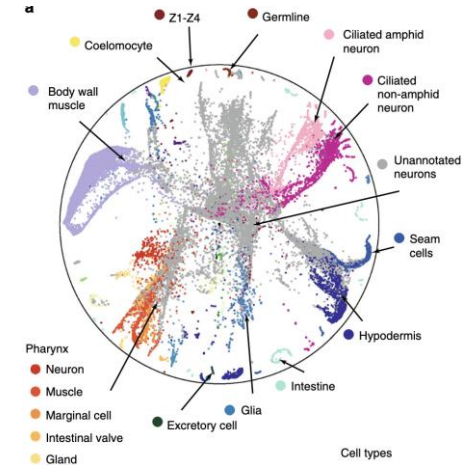 a
Z1-Z4
Germline
Coelomocyte
Ciliated amphid
neuron
Body wall
muscle
Ciliated
non-amphid
neuron
Unannotated
neurons
Seam
cells
Hypodermis
Pharynx
Neuron
Muscle
Marginal cell
Intestinal valve
Gland
Intestine
Glia
Excretory cell
Cell types